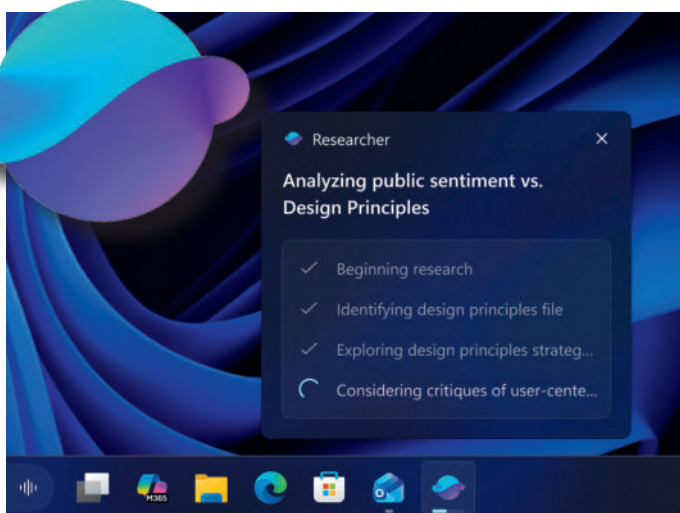 Researcher
Analyzing public sentiment vs.
Design Principles
Beginning research
Identifying design principles file
Exploring design principles strateg...
Considering critiques of user-cente...
M365